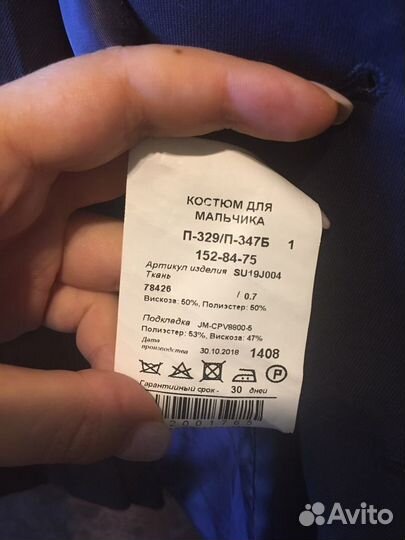 КОСТЮМ ДЛЯ
МАЛЬЧИКА
П-329/П-347Б 1
152-84-75
Артикул изделия SU19J004
Ткань
78426 / 0.7
Вискоза: 50%, Полиэстер: 50%
Подкладка JM-CPV8800-5
Полиэстер: 53%, Вискоза: 47%
Дата
производства 30.10.2018 1408
P
Гарантийный срок - 30 дней
2001765
Avito